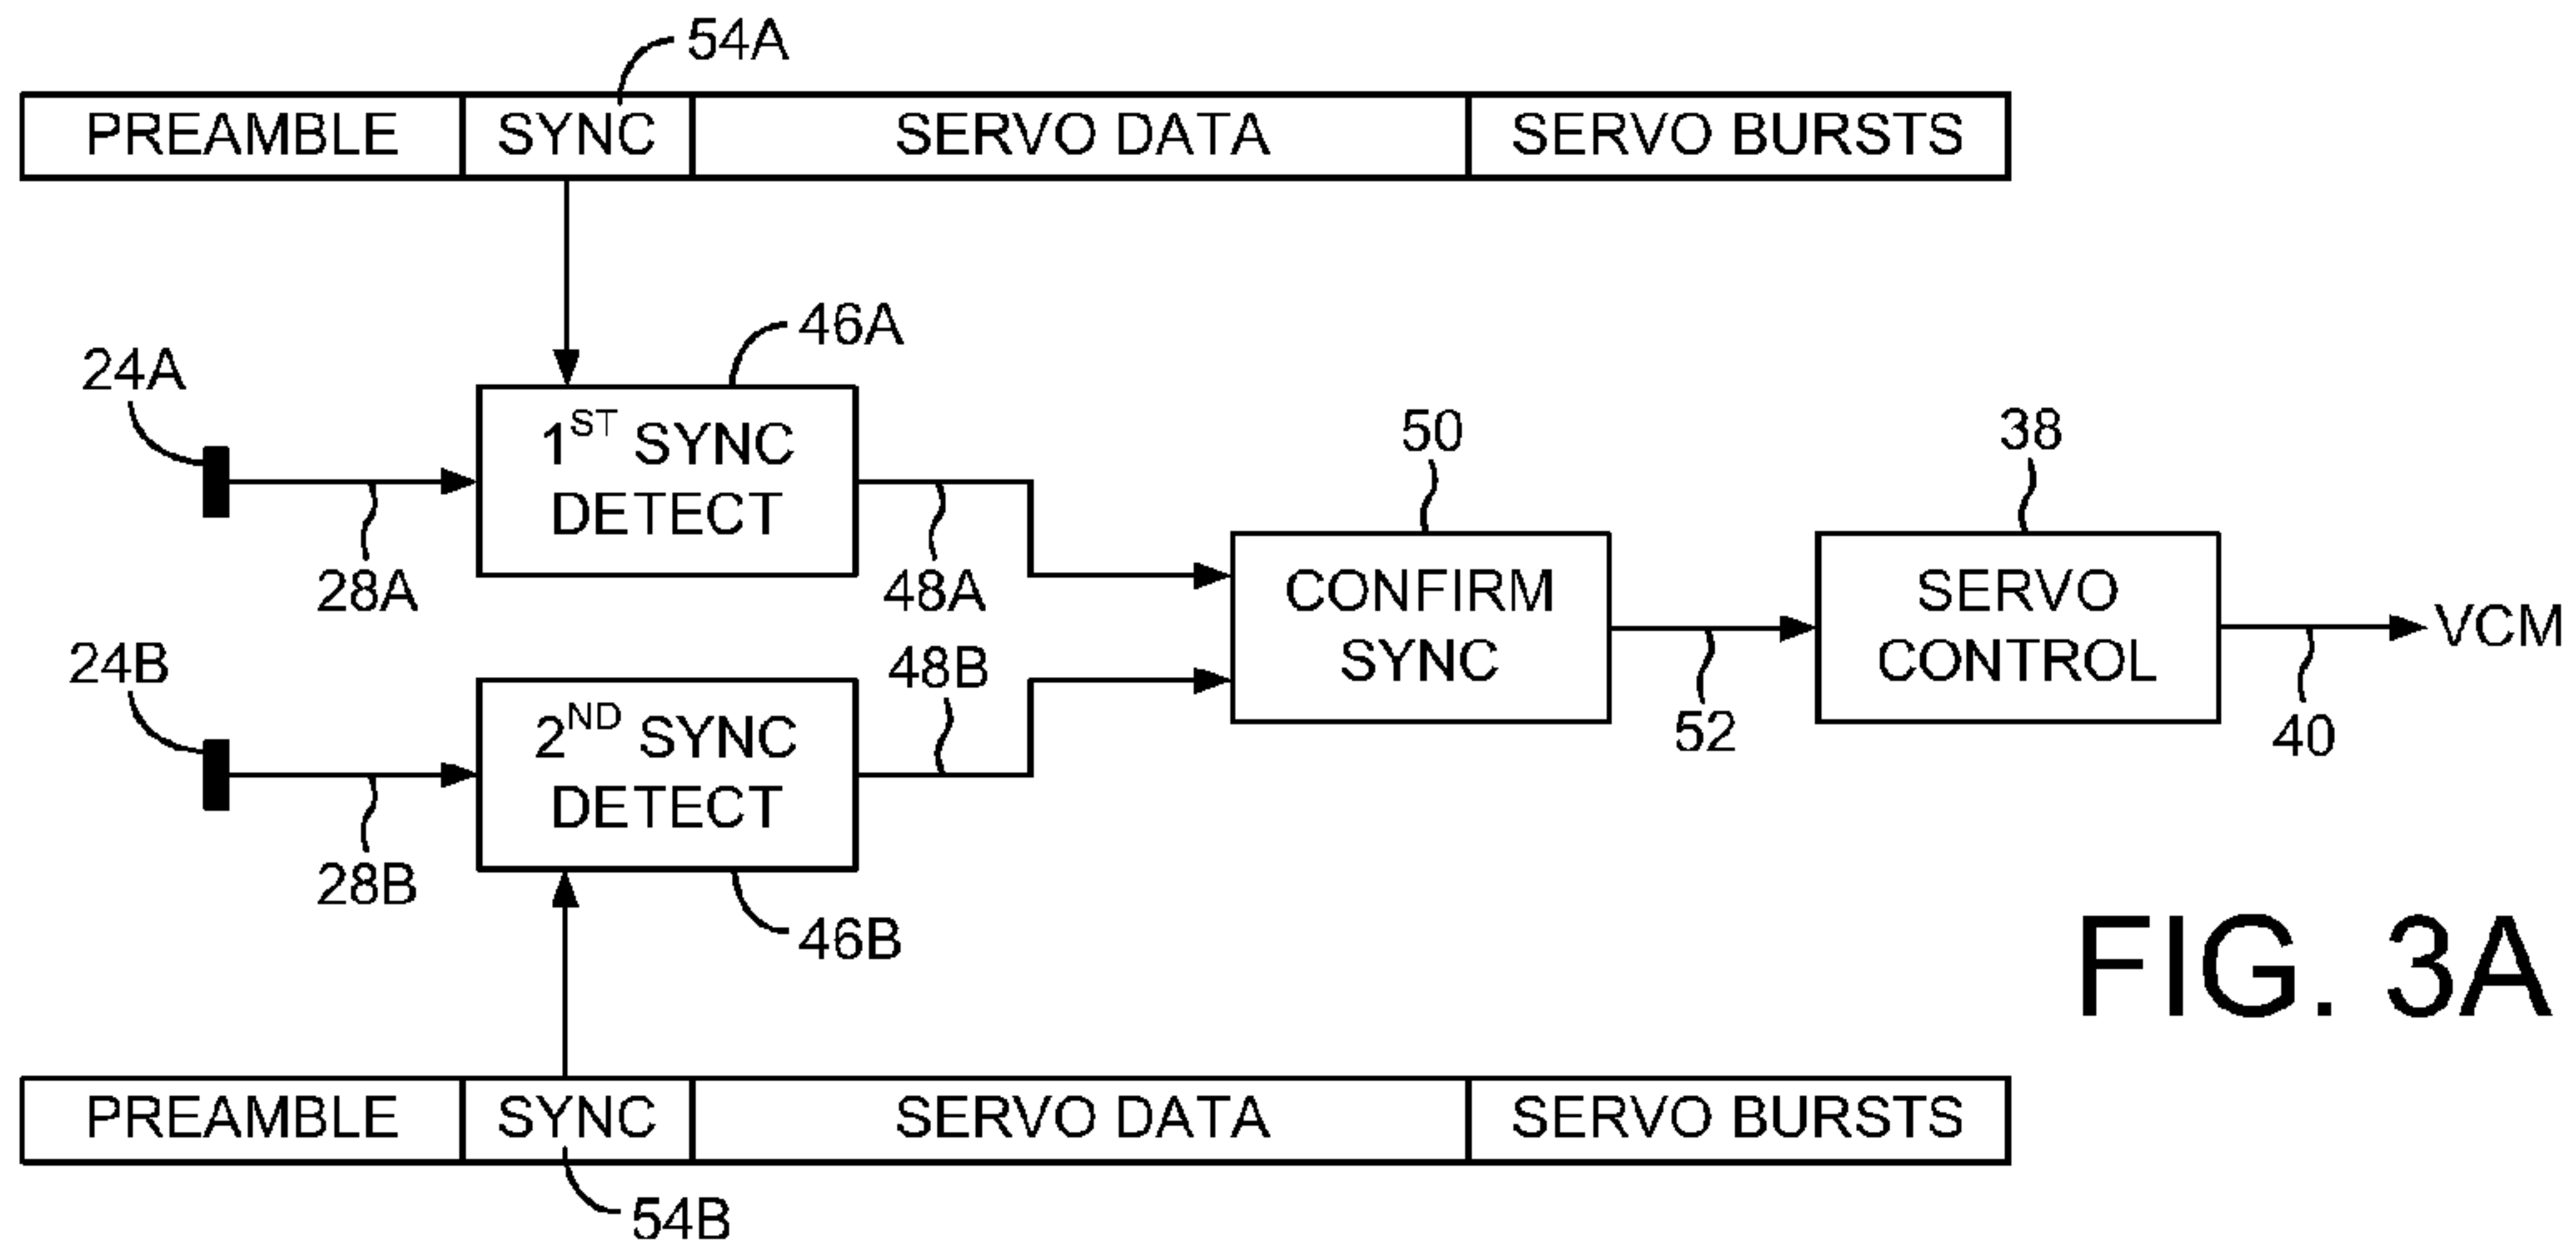 54A
PREAMBLE SYNC SERVO DATA SERVO BURSTS
46A
24A
1ST SYNC
DETECT
28A
48A
50
38
CONFIRM
SYNC
SERVO
CONTROL
VCM
52
40
24B
48B
2ND SYNC
DETECT
28B
46B
FIG. 3A
PREAMBLE SYNC SERVO DATA SERVO BURSTS
54B